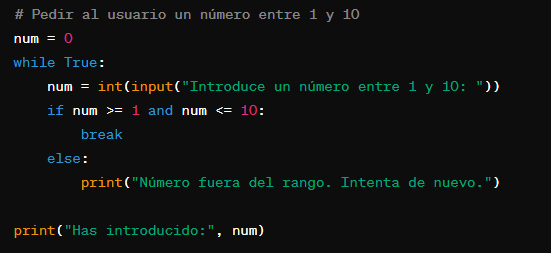 # Pedir al usuario un número entre 1 y 10
num = 0
while True:
    num = int(input("Introduce un número entre 1 y 10: "))
    if num >= 1 and num <= 10:
        break
    else:
        print("Número fuera del rango. Intenta de nuevo.")

print("Has introducido:", num)